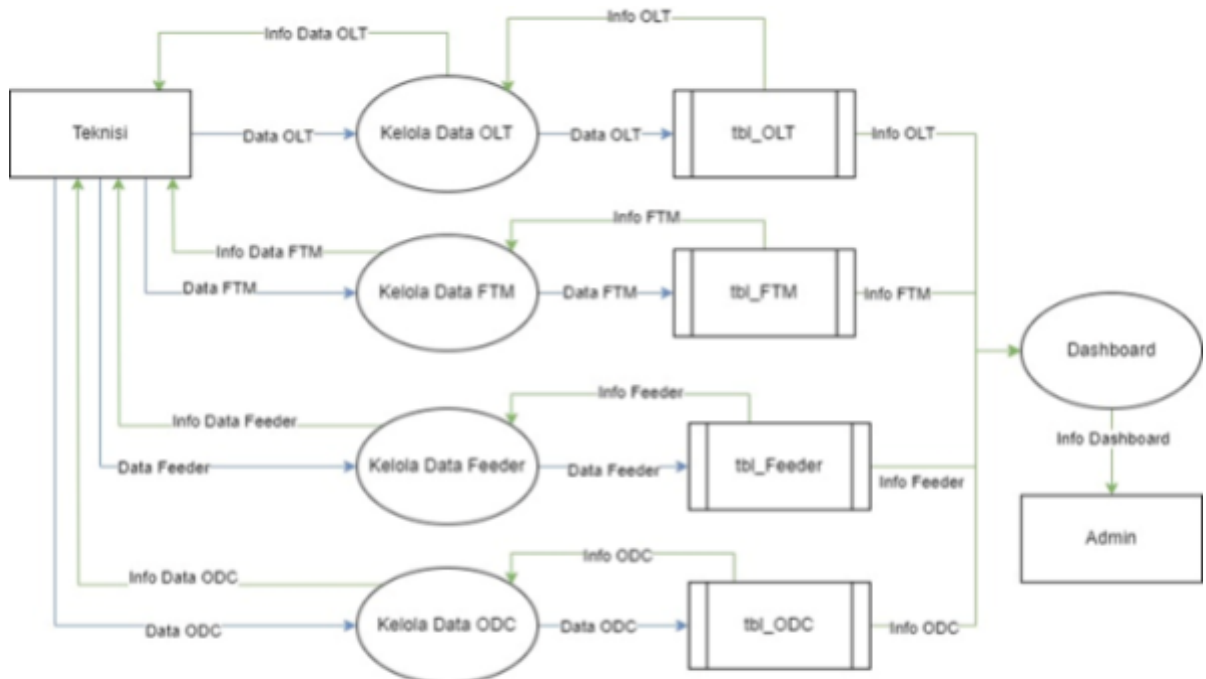 Info OLT
Info Data OLT
Teknisi
Data OLT
Kelola Data OLT
Data OLT
tbl_OLT
Info OLT
Info FTM
Info Data FTM
Data FTM
Kelola Data FTM
Data FTM
tbl_FTM
Info FTM
Dashboard
Info Feeder
Info Data Feeder
Data Feeder
Kelola Data Feeder
Data Feeder
tbl_Feeder
Info Feeder
Info Dashboard
Admin
Info ODC
Info Data ODC
Data ODC
Kelola Data ODC
Data ODC
tbl_ODC
Info ODC